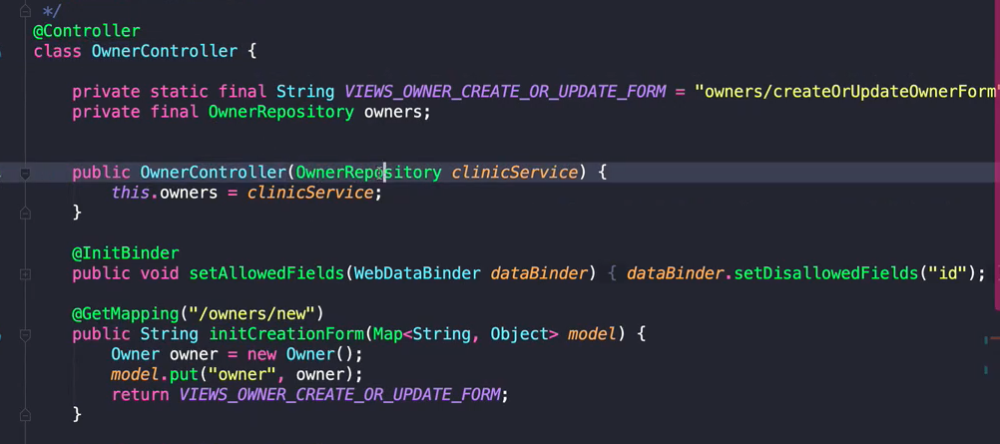 */
@Controller
class OwnerController {
private static final String VIEWS_OWNER_CREATE_OR_UPDATE_FORM = "owners/createOrUpdateOwnerForm"
private final OwnerRepository owners;
public OwnerController(OwnerRepository clinicService) {
this.owners = clinicService;
}
@InitBinder
public void setAllowedFields(WebDataBinder dataBinder) { dataBinder.setDisallowedFields("id");
@GetMapping("/owners/new")
public String initCreationForm(Map<String, Object> model) {
Owner owner = new Owner();
model.put("owner", owner);
return VIEWS_OWNER_CREATE_OR_UPDATE_FORM;
}